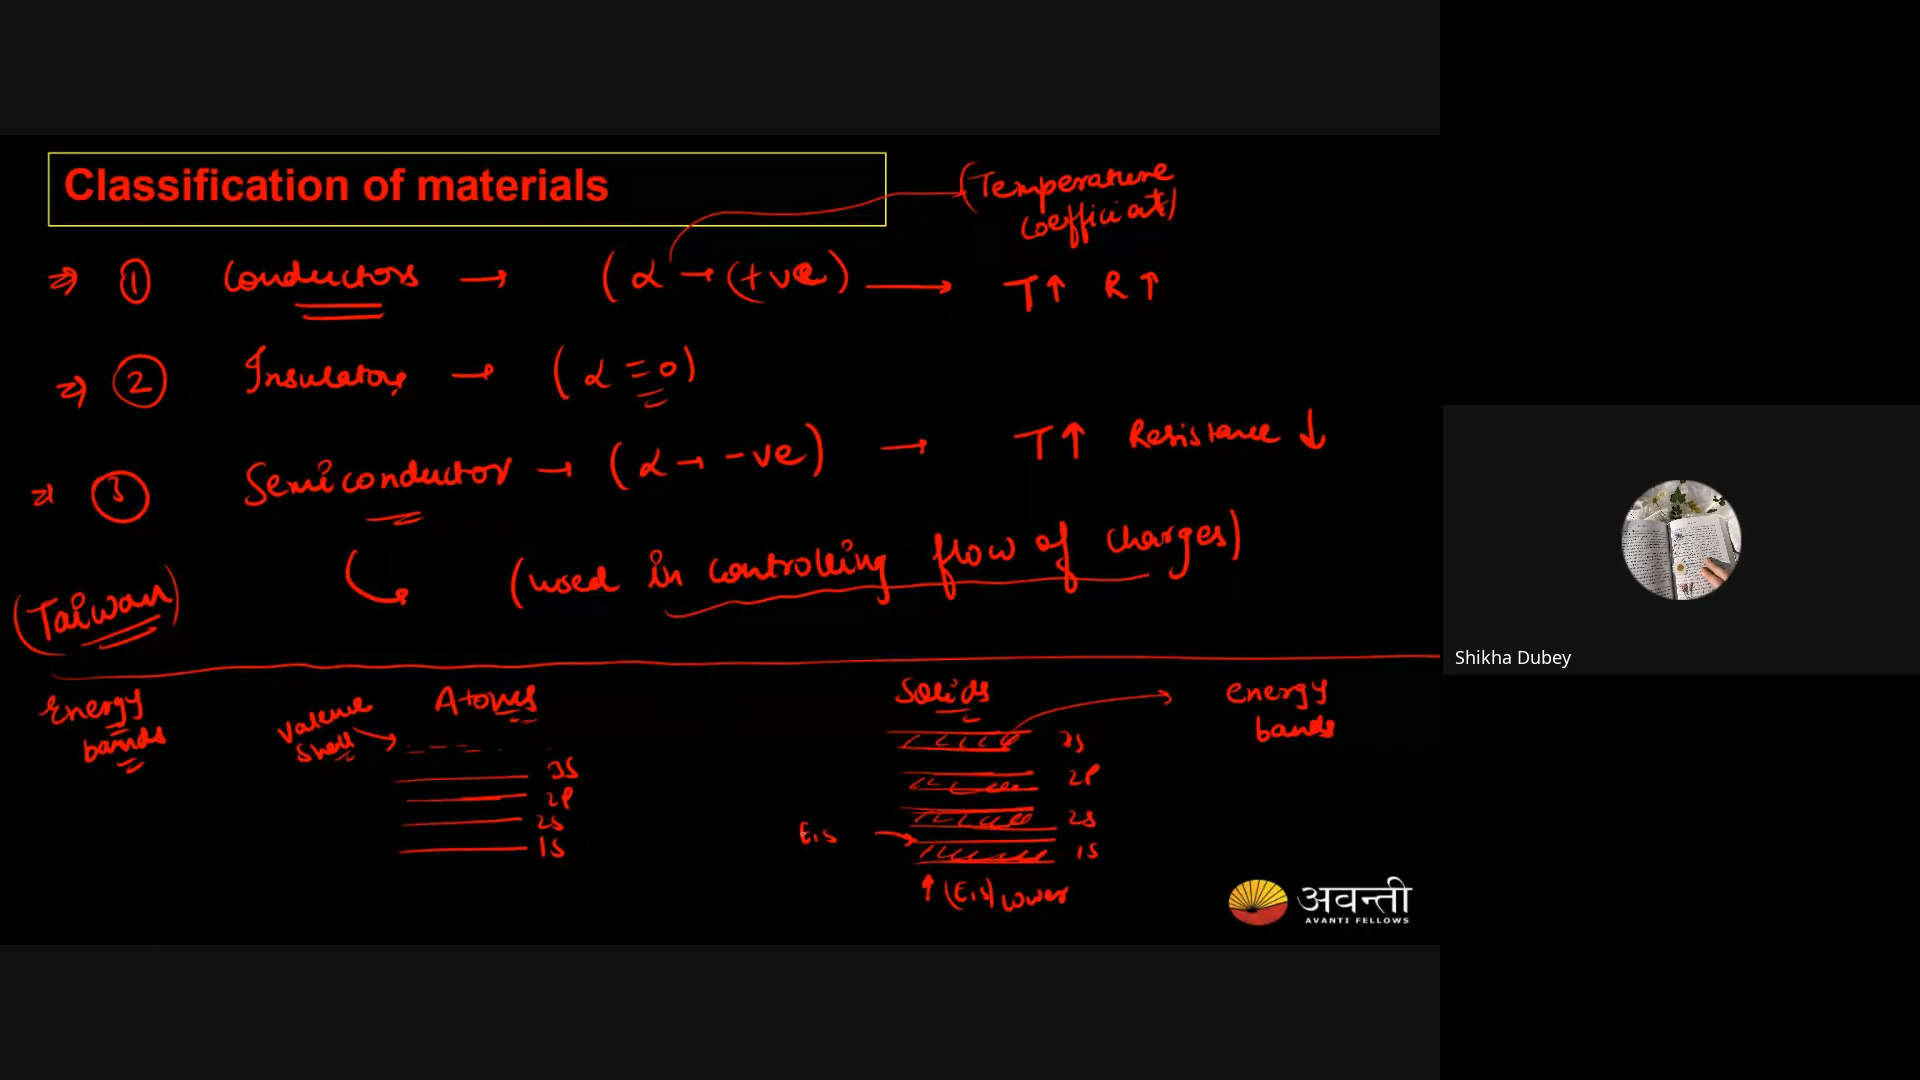 Classification of materials
(Temperature
coefficient)
⇒ ① Conductors → (α → (+ve) → T↑ R↑
⇒ ② Insulators → (α = 0)
⇒ ③ Semiconductor → (α → -ve) → T↑ Resistance ↓
(used in controlling flow of charges)
(Taiwan)
Energy
bands
Valence
shell
Atoms
3S
2P
2S
1S
Solids
energy
bands
3S
2P
2S
E1S → 1S
↑(E1S) Lower
अवन्ती
AVANTI FELLOWS
Shikha Dubey